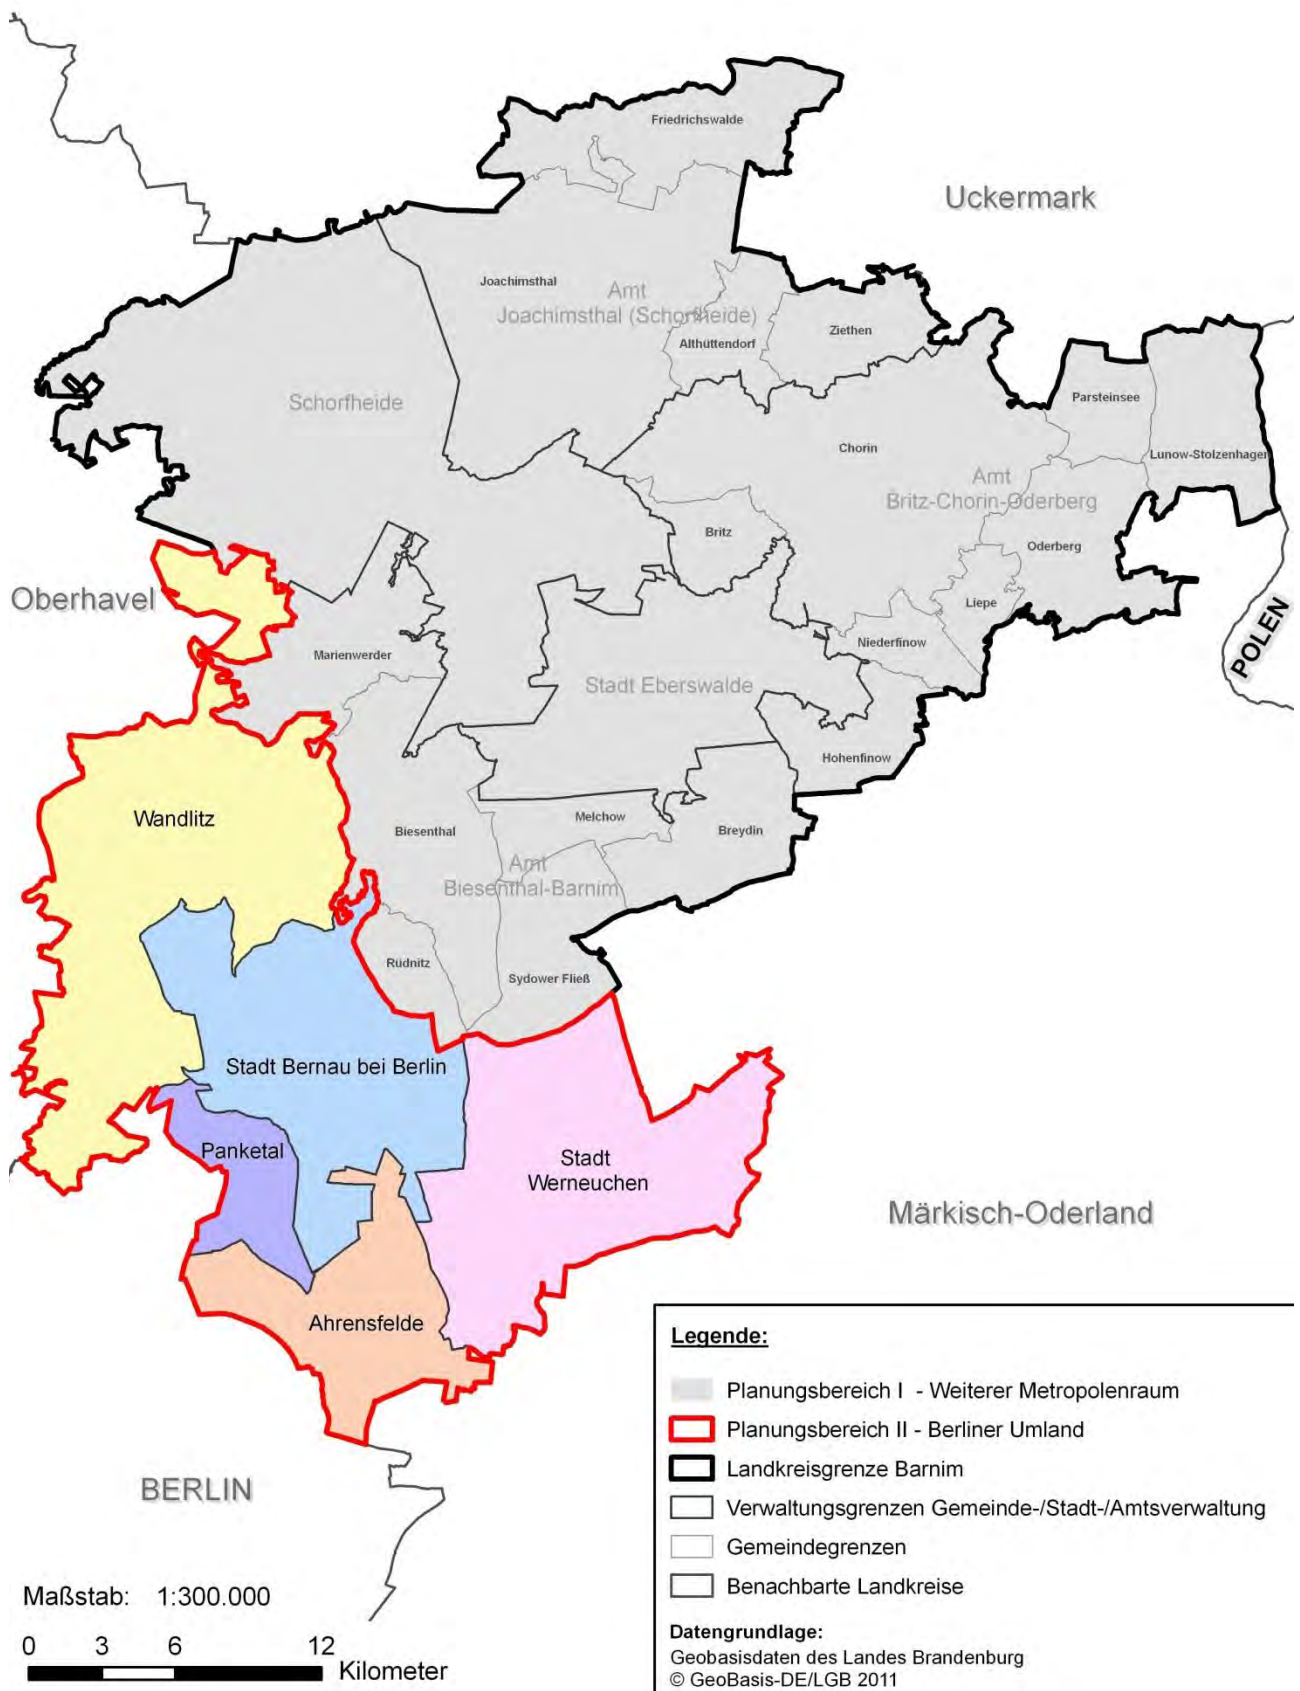 Friedrichswalde
Uckermark
Joachimsthal
Amt
Joachimsthal (Schorfheide)
Althüttendorf
Ziethen
Schorfheide
Parsteinsee
Chorin
Lunow-Stolzenhagen
Amt
Britz-Chorin-Oderberg
Britz
Oderberg
Oberhavel
Liepe
POLEN
Niederfinow
Marienwerder
Stadt Eberswalde
Hohenfinow
Wandlitz
Melchow
Biesenthal
Breydin
Amt
Biesenthal-Barnim
Rüdnitz
Sydower Fließ
Stadt Bernau bei Berlin
Panketal
Stadt
Werneuchen
Märkisch-Oderland
Ahrensfelde
BERLIN
Legende:
Planungsbereich I - Weiterer Metropolenraum
Planungsbereich II - Berliner Umland
Landkreisgrenze Barnim
Verwaltungsgrenzen Gemeinde-/Stadt-/Amtsverwaltung
Gemeindegrenzen
Benachbarte Landkreise
Datengrundlage:
Geobasisdaten des Landes Brandenburg
© GeoBasis-DE/LGB 2011
Maßstab: 1:300.000
0 3 6 12
Kilometer